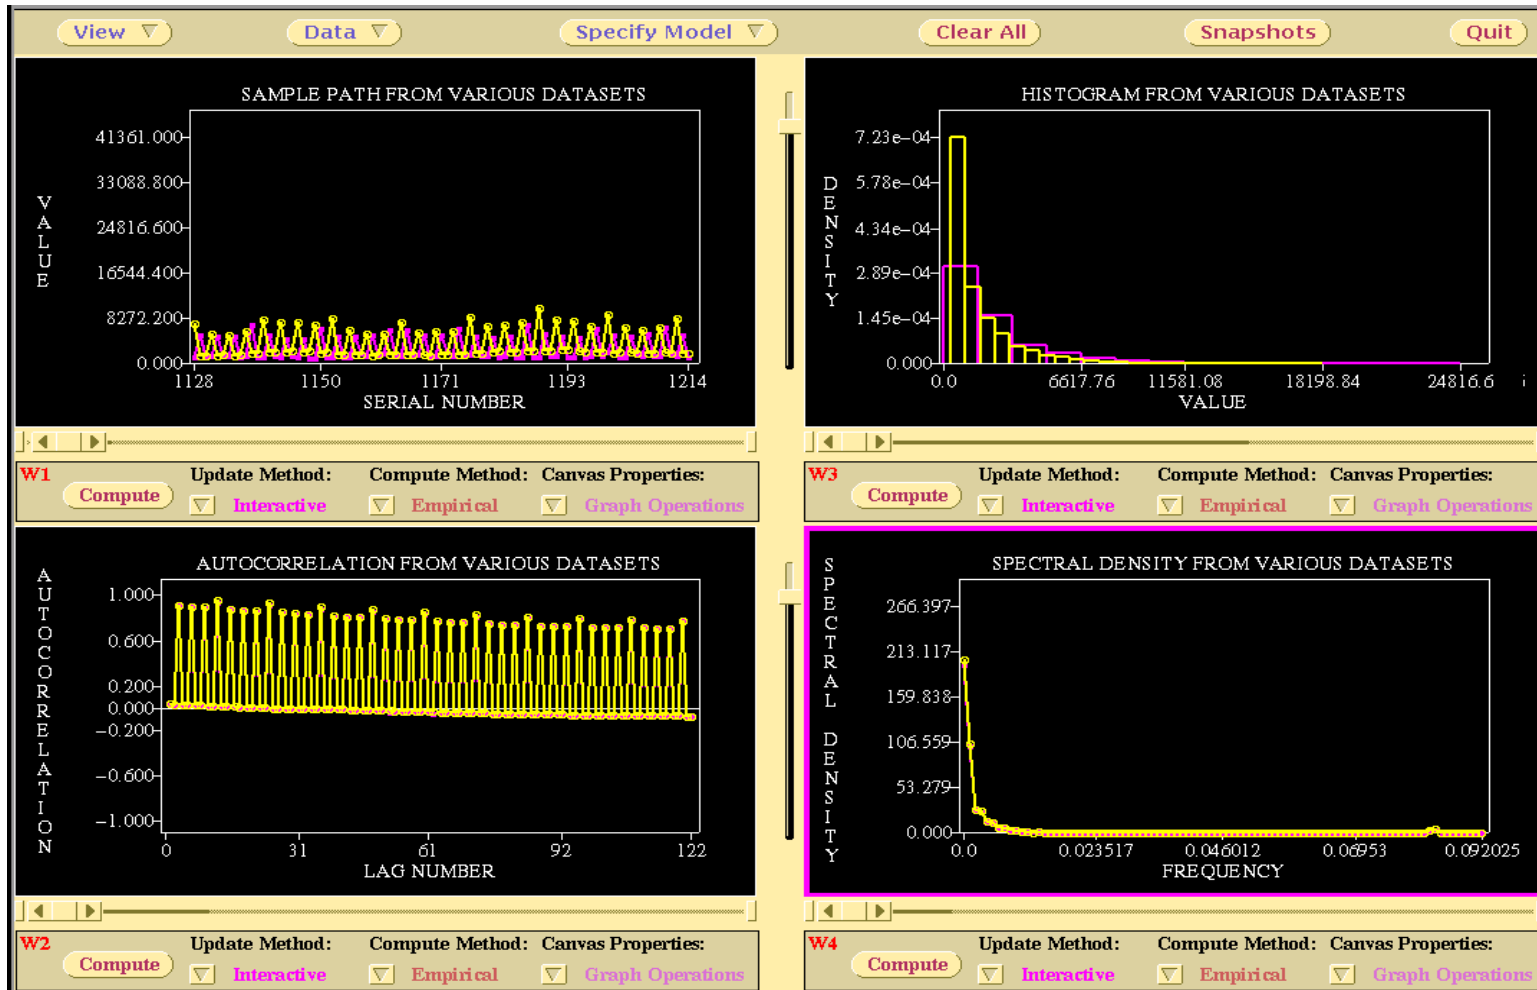 View Data Specify Model Clear All Snapshots Quit
SAMPLE PATH FROM VARIOUS DATASETS
41361.000
33088.800
24816.600
16544.400
8272.200
0.000
VALUE
1128 1150 1171 1193 1214
SERIAL NUMBER
HISTOGRAM FROM VARIOUS DATASETS
7.23e-04
5.78e-04
4.34e-04
2.89e-04
1.45e-04
0.000
DENSITY
0.0 6617.76 11581.08 18198.84 24816.6
VALUE
W1 Update Method: Compute Method: Canvas Properties:
Compute Interactive Empirical Graph Operations
W3 Update Method: Compute Method: Canvas Properties:
Compute Interactive Empirical Graph Operations
AUTOCORRELATION FROM VARIOUS DATASETS
1.000
0.600
0.200
0.000
-0.200
-0.600
-1.000
AUTOCORRELATION
0 31 61 92 122
LAG NUMBER
SPECTRAL DENSITY FROM VARIOUS DATASETS
266.397
213.117
159.838
106.559
53.279
0.000
SPECTRAL DENSITY
0.0 0.023517 0.046012 0.06953 0.092025
FREQUENCY
W2 Update Method: Compute Method: Canvas Properties:
Compute Interactive Empirical Graph Operations
W4 Update Method: Compute Method: Canvas Properties:
Compute Interactive Empirical Graph Operations